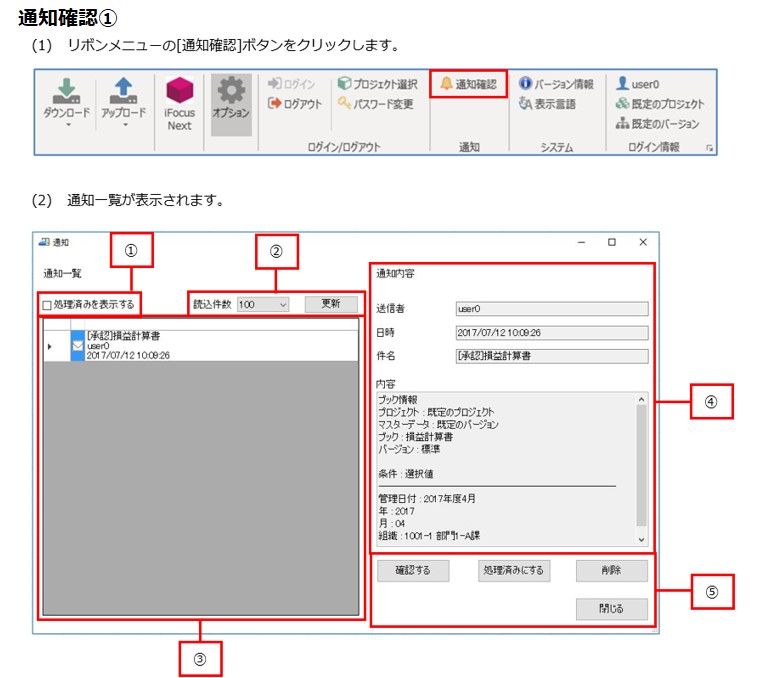 通知確認①
(1) リボンメニューの[通知確認]ボタンをクリックします。
ダウンロード
アップロード
iFocus
Next
オプション
ログイン
ログアウト
プロジェクト選択
パスワード変更
ログイン/ログアウト
通知確認
通知
バージョン情報
表示言語
システム
user0
既定のプロジェクト
既定のバージョン
ログイン情報
(2) 通知一覧が表示されます。
通知
①
②
通知一覧
処理済みを表示する
読込件数 100 更新
[承認]損益計算書
user0
2017/07/12 10:09:26
③
通知内容
送信者 user0
日時 2017/07/12 10:09:26
件名 [承認]損益計算書
内容
ブック情報
プロジェクト : 既定のプロジェクト
マスターデータ : 既定のバージョン
ブック : 損益計算書
バージョン : 標準
条件 : 選択値
管理日付 : 2017年度4月
年 : 2017
月 : 04
組織 : 1001-1 部門1-A課
④
確認する 処理済みにする 削除
閉じる
⑤